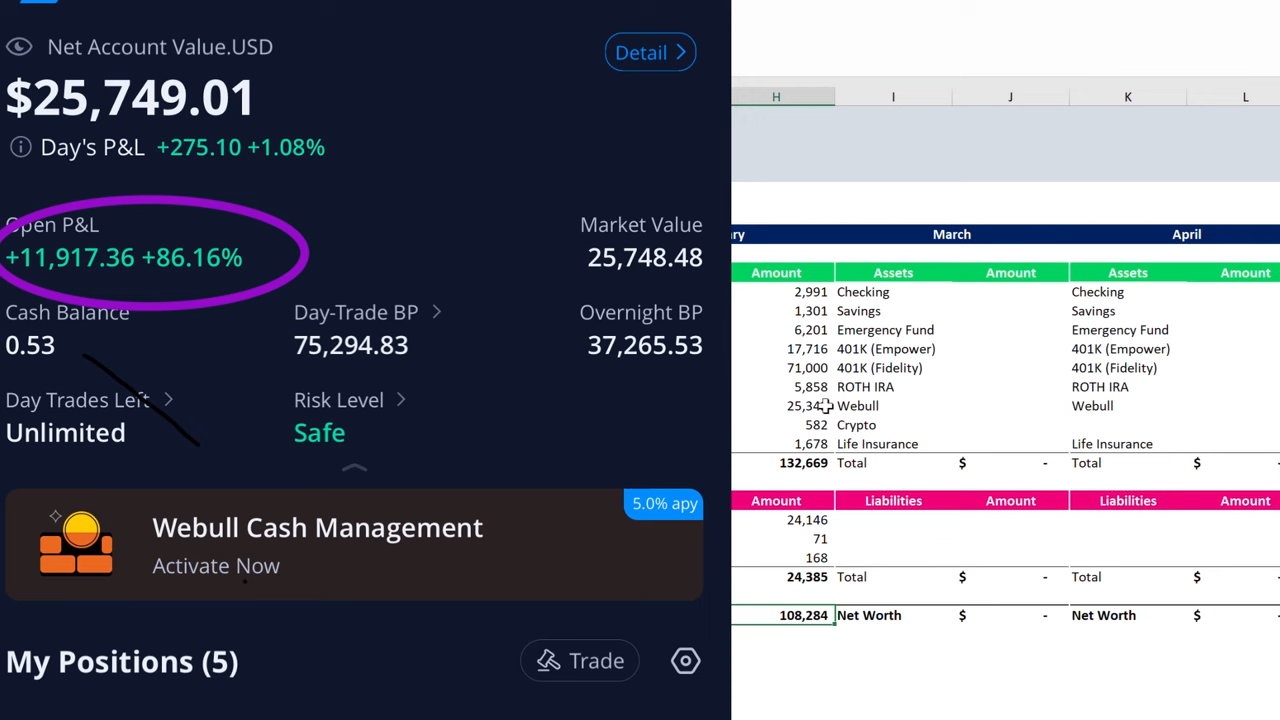 Net Account Value.USD
Detail >
$25,749.01
Day's P&L +275.10 +1.08%
Open P&L
+11,917.36 +86.16%
Market Value
25,748.48
Cash Balance
0.53
Day-Trade BP >
75,294.83
Overnight BP
37,265.53
Day Trades Left >
Unlimited
Risk Level >
Safe
5.0% apy
Webull Cash Management
Activate Now
My Positions (5)
Trade
H I J K L
March April
Amount Assets Amount Assets Amount
2,991 Checking Checking
1,301 Savings Savings
6,201 Emergency Fund Emergency Fund
17,716 401K (Empower) 401K (Empower)
71,000 401K (Fidelity) 401K (Fidelity)
5,858 ROTH IRA ROTH IRA
Webull Webull
582 Crypto
1,678 Life Insurance Life Insurance
132,669 Total $ - Total $ -
Amount Liabilities Amount Liabilities Amount
24,146
71
168
24,385 Total $ - Total $ -
108,284 Net Worth $ - Net Worth $ -